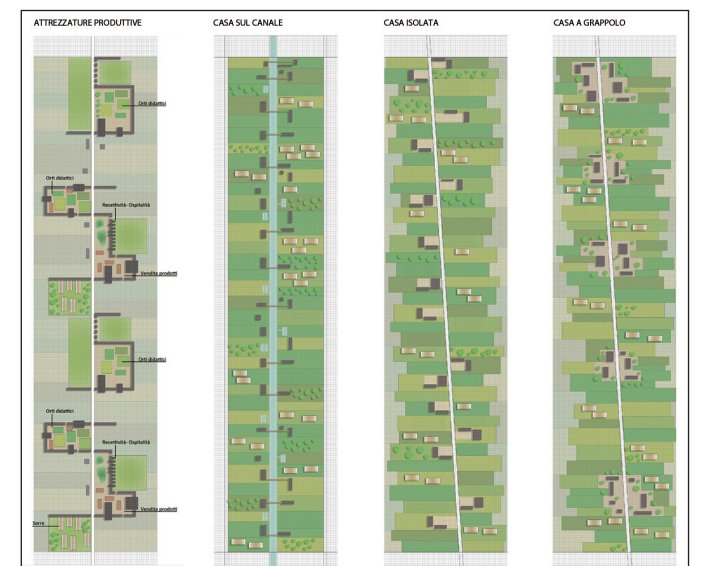 ATTREZZATURE PRODUTTIVE
CASA SUL CANALE
CASA ISOLATA
CASA A GRAPPOLO
Orti didattici
Orti didattici
Recettività- Ospitalità
Vendita prodotti
Orti didattici
Orti didattici
Recettività- Ospitalità
Vendita prodotti
Serre